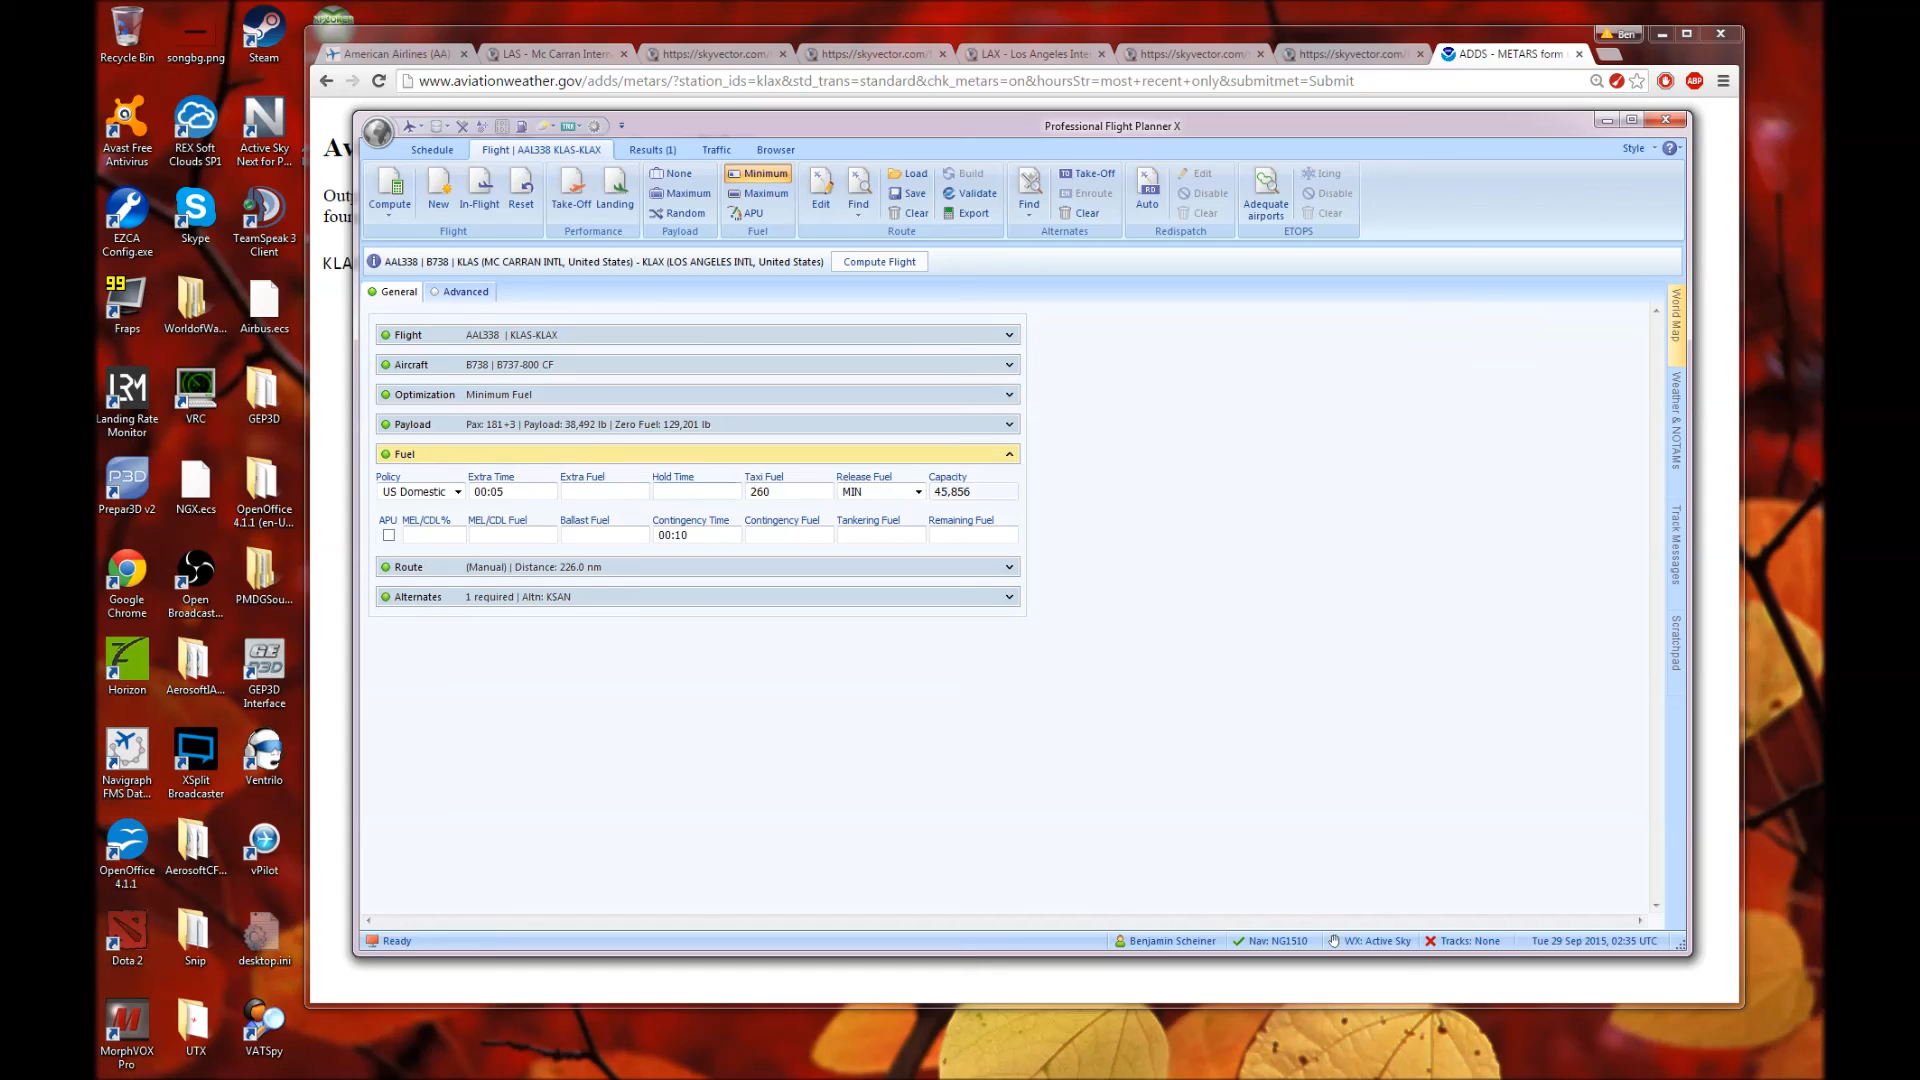 Recycle Bin
songbg.png
Steam
Avast Free Antivirus
REX Soft Clouds SP1
Active Sky Next for P...
EZCA Config.exe
Skype
TeamSpeak 3 Client
99
Fraps
WorldofWa...
Airbus.ecs
Landing Rate Monitor
VRC
GEP3D
Prepar3D v2
NGX.ecs
OpenOffice 4.1.1 (en-U...
Google Chrome
Open Broadcast...
PMDGSou...
Horizon
AerosoftIA...
GEP3D Interface
Navigraph FMS Dat...
XSplit Broadcaster
Ventrilo
OpenOffice 4.1.1
AerosoftCF...
vPilot
Dota 2
Snip
desktop.ini
MorphVOX Pro
UTX
VATSpy
Ben
American Airlines (AA)
LAS - Mc Carran Intern
https://skyvector.com/
https://skyvector.com/
LAX - Los Angeles Inte
https://skyvector.com/
https://skyvector.com/
ADDS - METARS form
www.aviationweather.gov/adds/metars/?station_ids=klax&std_trans=standard&chk_metars=on&hoursStr=most+recent+only&submitmet=Submit
ABP
Av
Outp
foun
KLA
Professional Flight Planner X
Schedule
Flight | AAL338 KLAS-KLAX
Results (1)
Traffic
Browser
Style
Compute
New
In-Flight
Reset
Flight
Take-Off
Landing
Performance
None
Maximum
Random
Payload
Minimum
Maximum
APU
Fuel
Edit
Find
Load
Save
Clear
Build
Validate
Export
Route
Find
TO Take-Off
EN Enroute
Clear
Alternates
RD
Auto
Edit
Disable
Clear
Redispatch
Adequate airports
Icing
Disable
Clear
ETOPS
AAL338 | B738 | KLAS (MC CARRAN INTL, United States) - KLAX (LOS ANGELES INTL, United States)
Compute Flight
General
Advanced
Flight AAL338 | KLAS-KLAX
Aircraft B738 | B737-800 CF
Optimization Minimum Fuel
Payload Pax: 181+3 | Payload: 38,492 lb | Zero Fuel: 129,201 lb
Fuel
Policy Extra Time Extra Fuel Hold Time Taxi Fuel Release Fuel Capacity
US Domestic 00:05 260 MIN 45,856
APU MEL/CDL% MEL/CDL Fuel Ballast Fuel Contingency Time Contingency Fuel Tankering Fuel Remaining Fuel
00:10
Route (Manual) | Distance: 226.0 nm
Alternates 1 required | Altn: KSAN
World Map
Weather & NOTAMs
Track Messages
Scratchpad
Ready
Benjamin Scheiner
Nav: NG1510
WX: Active Sky
Tracks: None
Tue 29 Sep 2015, 02:35 UTC